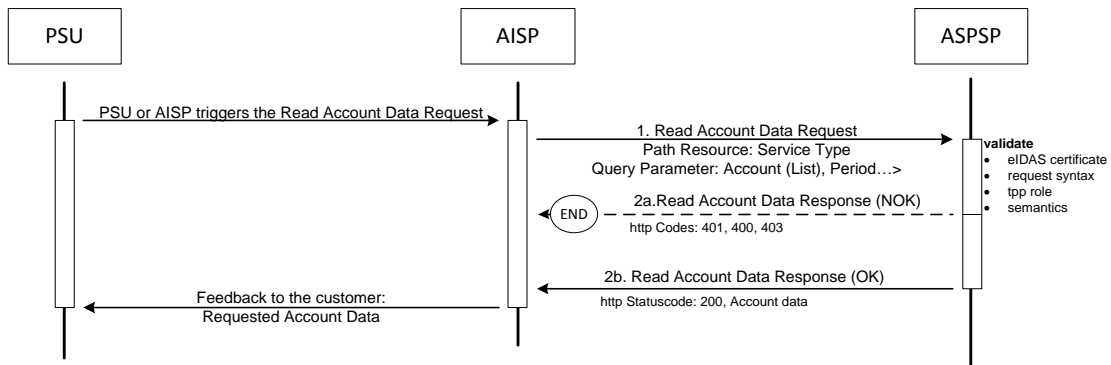 PSU
AISP
ASPSP
PSU or AISP triggers the Read Account Data Request
1. Read Account Data Request
Path Resource: Service Type
Query Parameter: Account (List), Period…>
validate
• eIDAS certificate
• request syntax
• tpp role
• semantics
END
2a.Read Account Data Response (NOK)
http Codes: 401, 400, 403
2b. Read Account Data Response (OK)
http Statuscode: 200, Account data
Feedback to the customer:
Requested Account Data